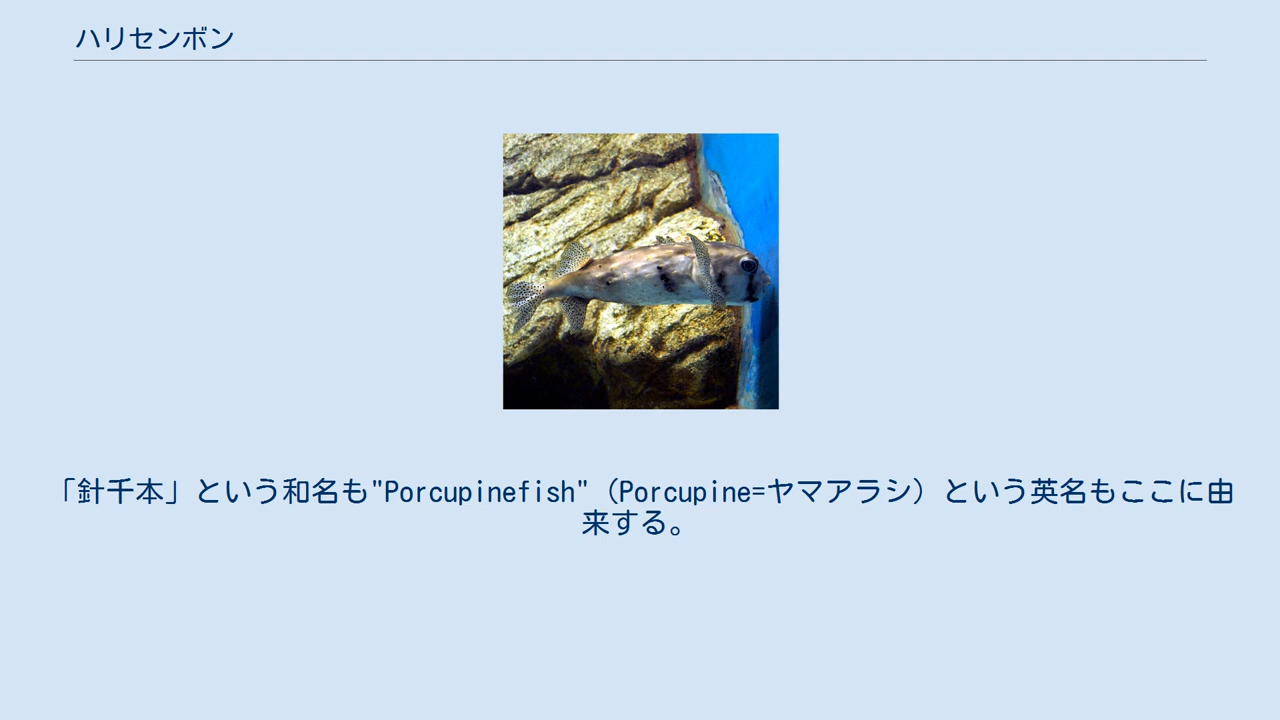 ハリセンボン
「針千本」という和名も"Porcupinefish"（Porcupine=ヤマアラシ）という英名もここに由
来する。